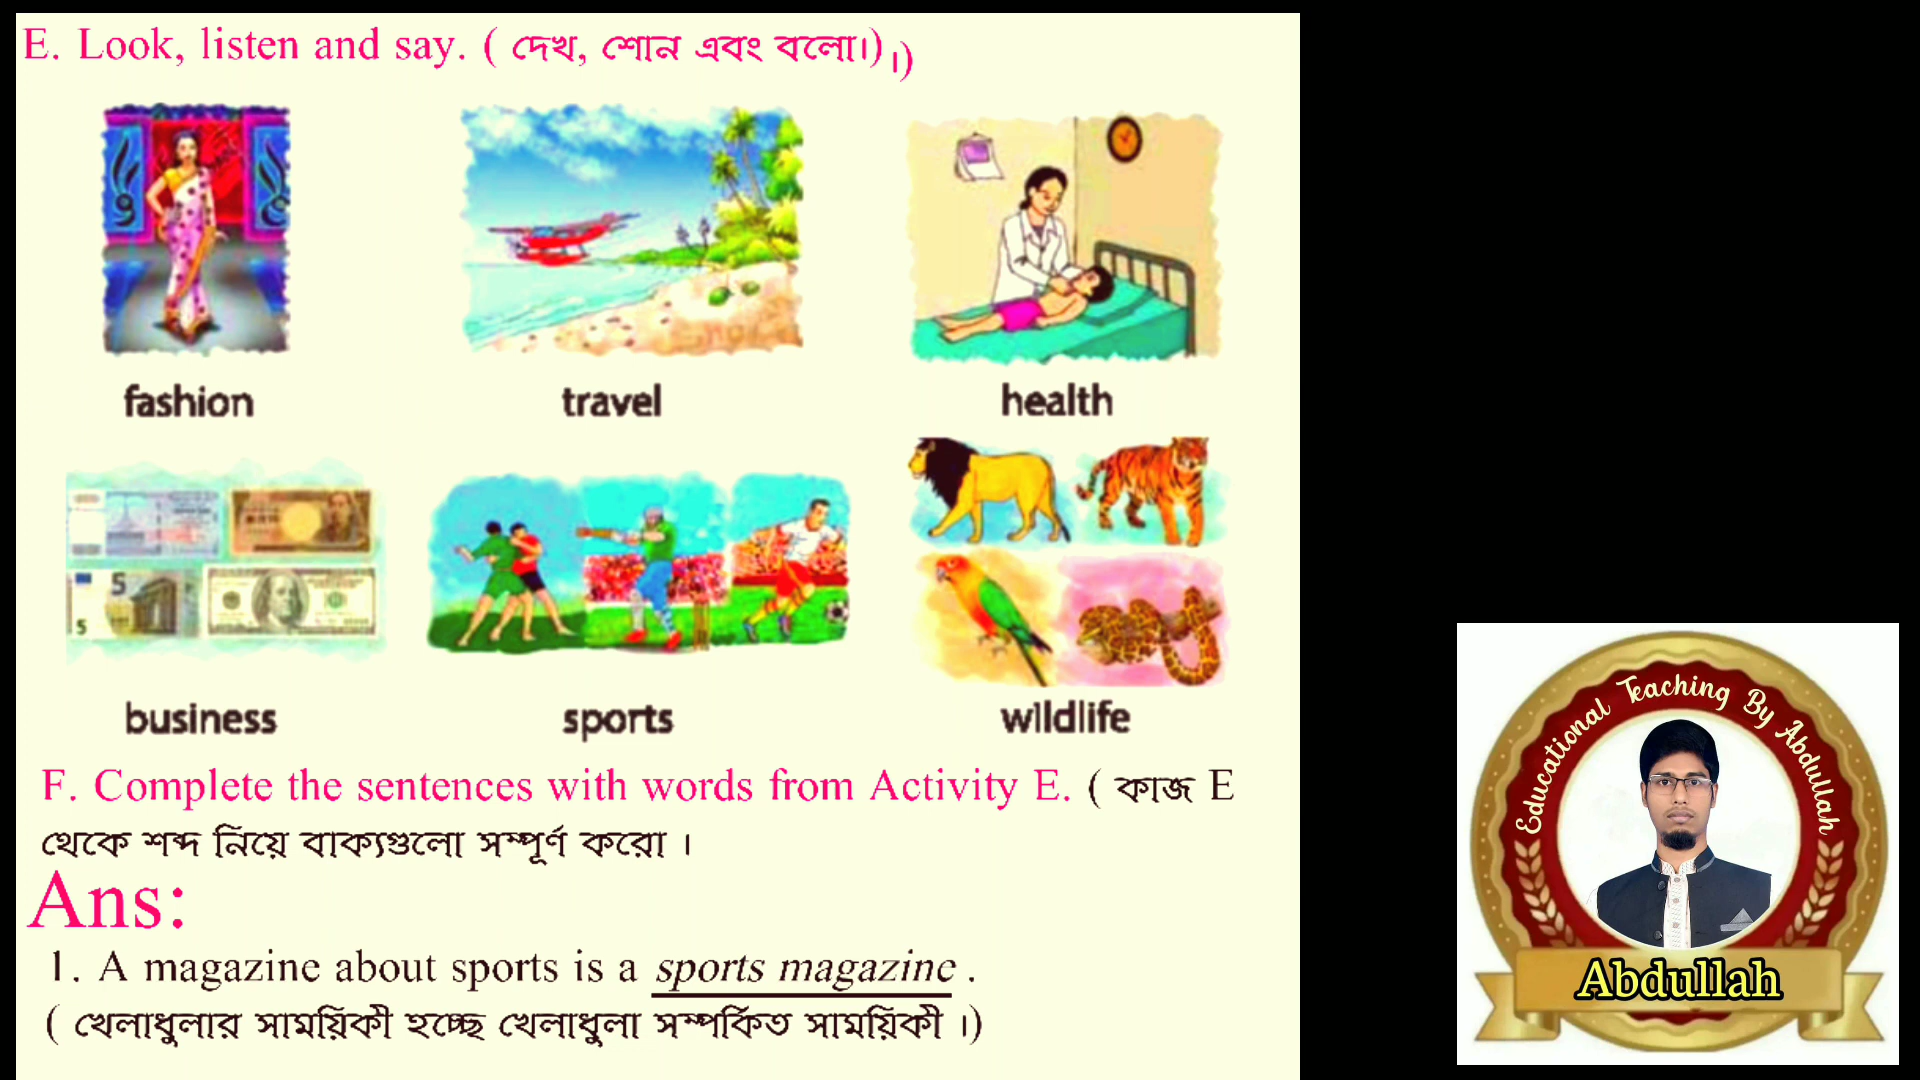 E. Look, listen and say. ( দেখ, শোন এবং বলো।) ।)
fashion
travel
health
5
5
business
sports
wildlife
F. Complete the sentences with words from Activity E. ( কাজ E
থেকে শব্দ নিয়ে বাক্যগুলো সম্পূর্ণ করো ।
Ans:
1. A magazine about sports is a sports magazine .
( খেলাধুলার সাময়িকী হচ্ছে খেলাধুলা সম্পর্কিত সাময়িকী ।)
Educational Teaching By Abdullah
Abdullah